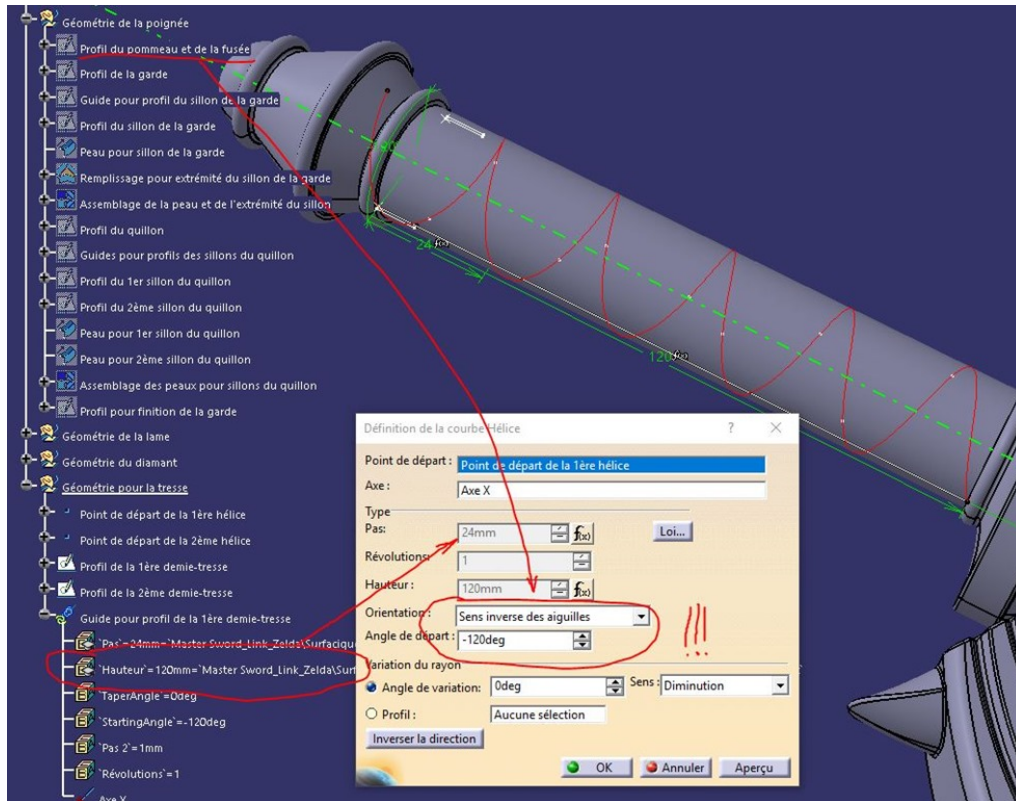 Géométrie de la poignée
Profil du pommeau et de la fusée
Profil de la garde
Guide pour profil du sillon de la garde
Profil du sillon de la garde
Peau pour sillon de la garde
Remplissage pour extrémité du sillon de la garde
Assemblage de la peau et de l'extrémité du sillon
Profil du quillon
Guides pour profils des sillons du quillon
Profil du 1er sillon du quillon
Profil du 2ème sillon du quillon
Peau pour 1er sillon du quillon
Peau pour 2ème sillon du quillon
Assemblage des peaux pour sillons du quillon
Profil pour finition de la garde
Géométrie de la lame
Géométrie du diamant
Géométrie pour la tresse
Point de départ de la 1ère hélice
Point de départ de la 2ème hélice
Profil de la 1ère demie-tresse
Profil de la 2ème demie-tresse
Guide pour profil de la 1ère demie-tresse
`Pas`=24mm=`Master Sword_Link_Zelda\Surfaciqu
`Hauteur`=120mm=`Master Sword_Link_Zelda\Surf
`TaperAngle`=0deg
`StartingAngle`=-120deg
`Pas 2`=1mm
`Révolutions`=1
Axe X
24 f(x)
120 f(x)
Définition de la courbe Hélice ? ×
Point de départ : Point de départ de la 1ère hélice
Axe : Axe X
Type
Pas: 24mm f(x) Loi...
Révolutions: 1
Hauteur : 120mm f(x)
Orientation : Sens inverse des aiguilles
Angle de départ : -120deg
!!!
Variation du rayon
Angle de variation: 0deg Sens : Diminution
Profil : Aucune sélection
Inverser la direction
OK Annuler Aperçu